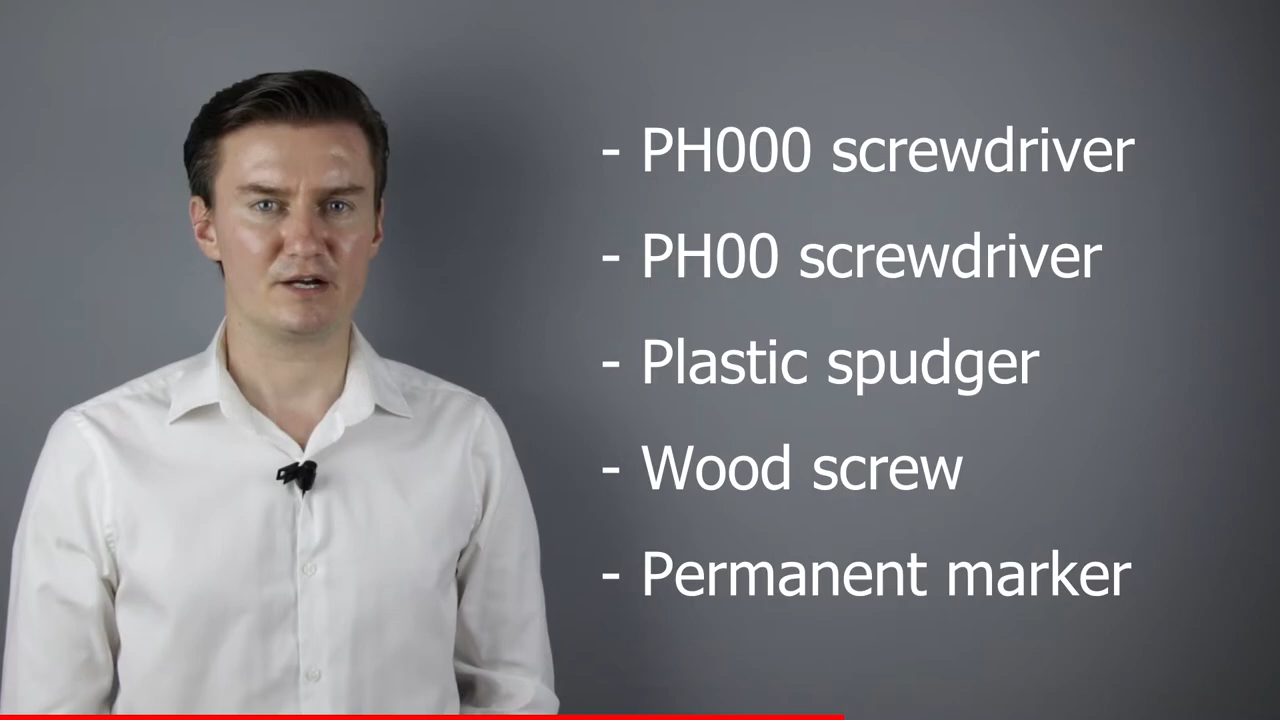 - PH000 screwdriver
- PH00 screwdriver
- Plastic spudger
- Wood screw
- Permanent marker